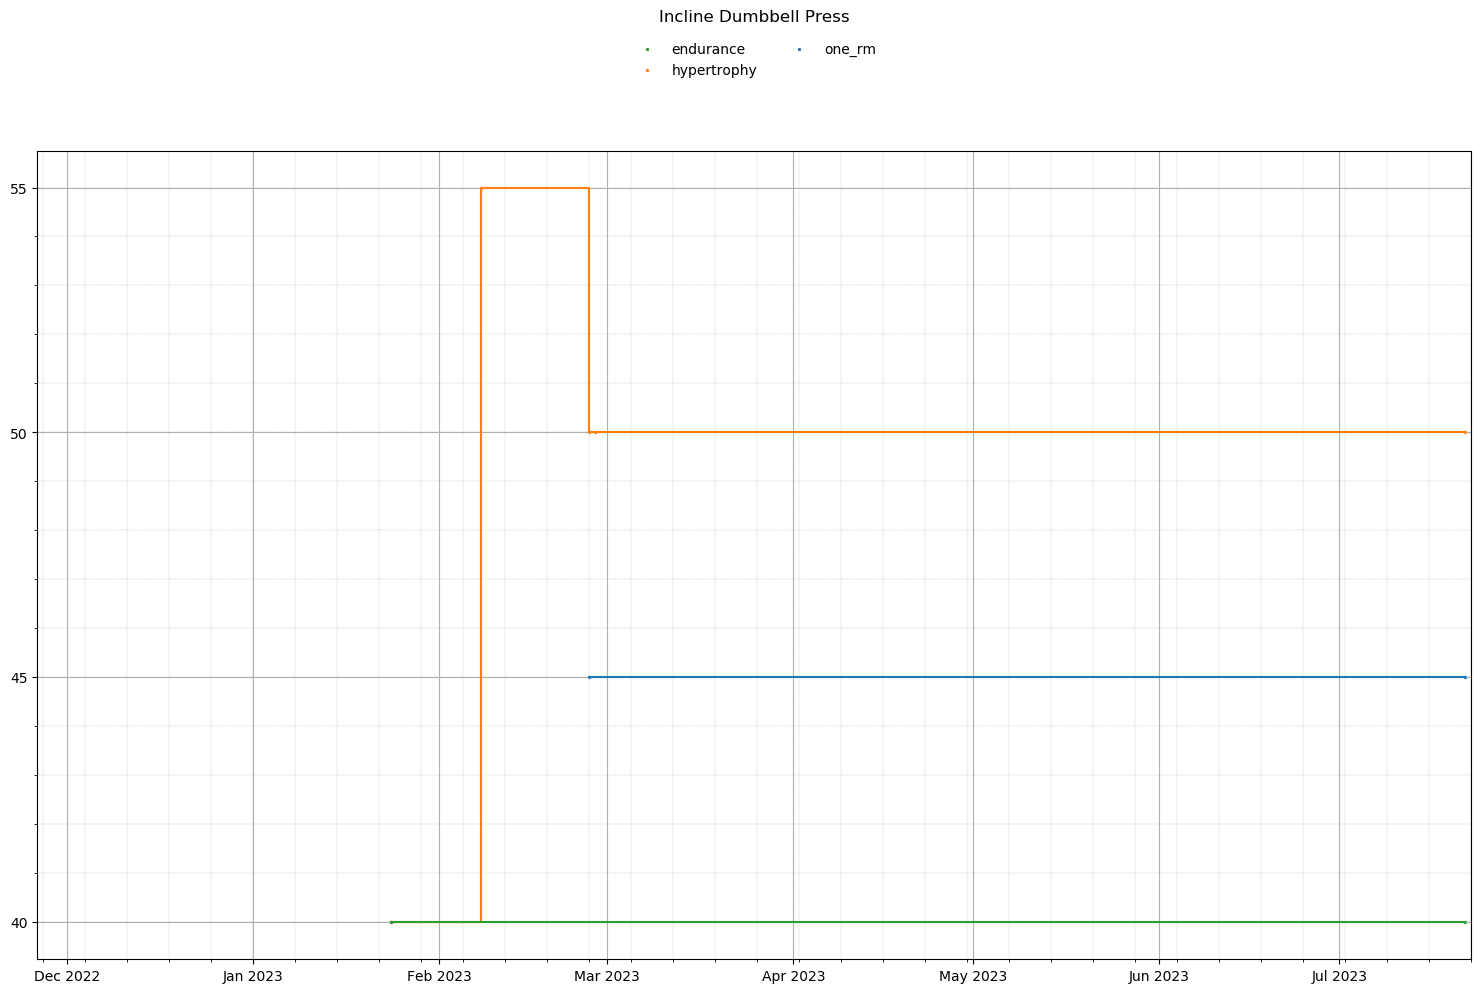 Incline Dumbbell Press
endurance one_rm
hypertrophy
55
50
45
40
Dec 2022 Jan 2023 Feb 2023 Mar 2023 Apr 2023 May 2023 Jun 2023 Jul 2023